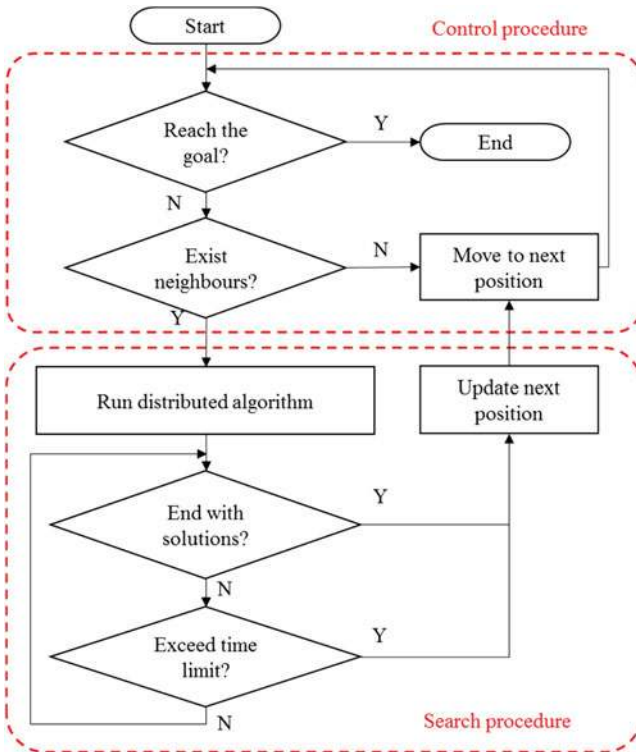 Start
Control procedure
Reach the
goal?
Y
End
N
Exist
neighbours?
N
Move to next
position
Y
Run distributed algorithm
Update next
position
End with
solutions?
Y
N
Exceed time
limit?
Y
N
Search procedure